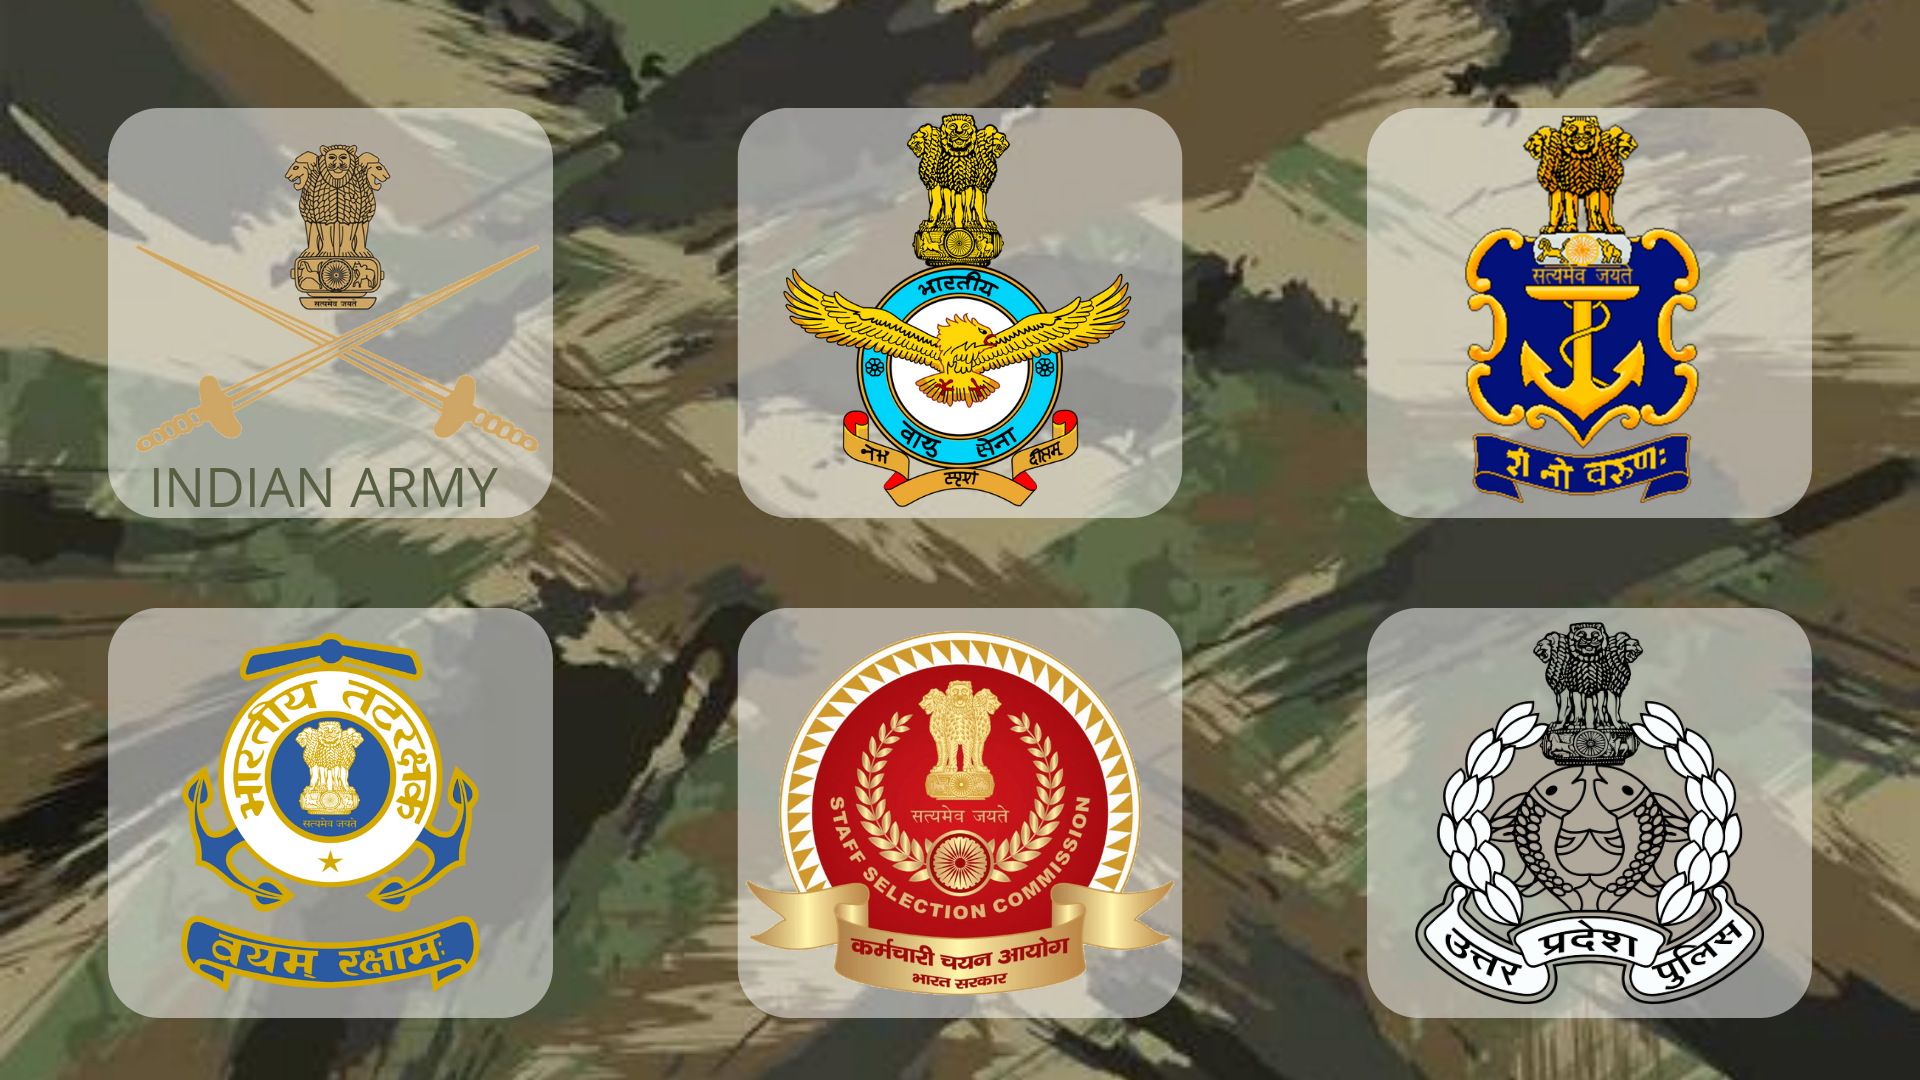 सत्यमेव जयते
INDIAN ARMY
भारतीय
वायु सेना
नभ स्पृशं दीप्तम्
सत्यमेव जयते
शं नो वरुणः
भारतीय तटरक्षक
सत्यमेव जयते
वयम् रक्षामः
सत्यमेव जयते
STAFF SELECTION COMMISSION
कर्मचारी चयन आयोग
भारत सरकार
उत्तर प्रदेश पुलिस